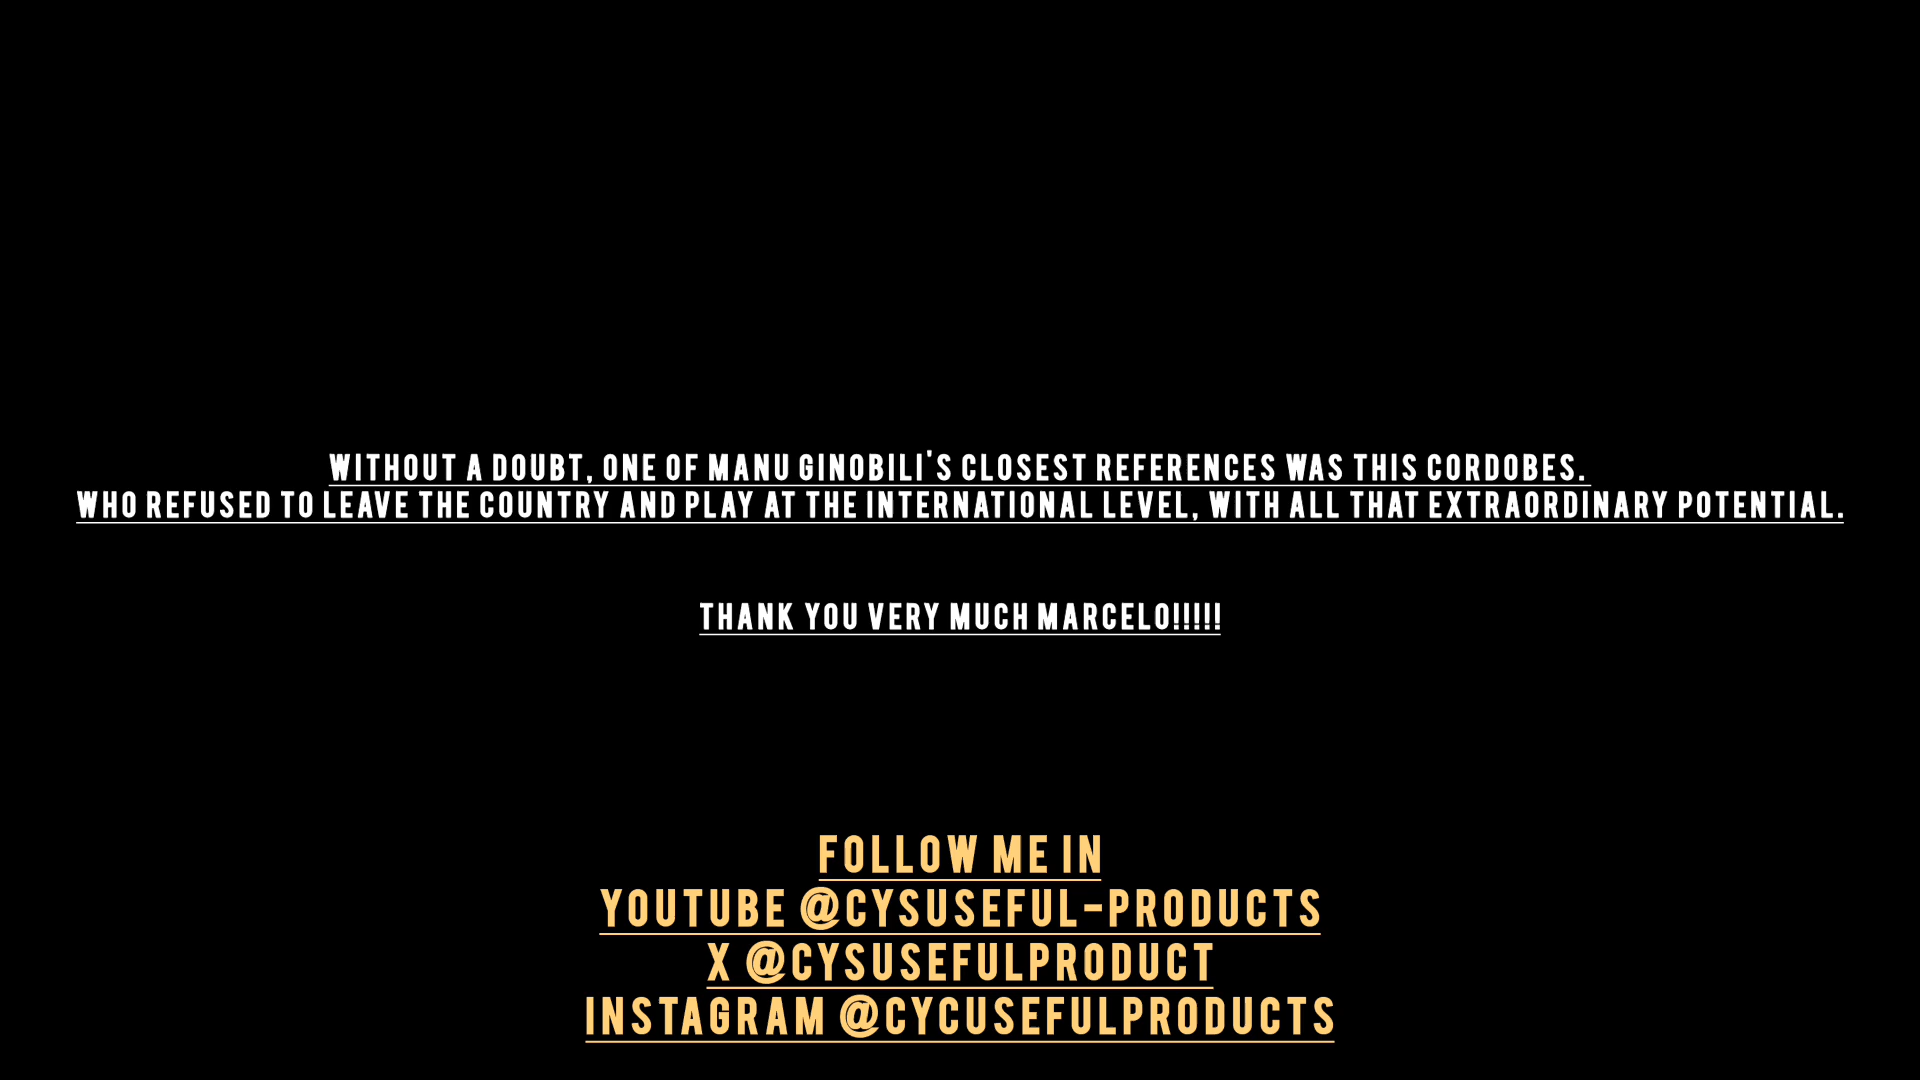 WITHOUT A DOUBT, ONE OF MANU GINOBILI'S CLOSEST REFERENCES WAS THIS CORDOBES.
WHO REFUSED TO LEAVE THE COUNTRY AND PLAY AT THE INTERNATIONAL LEVEL, WITH ALL THAT EXTRAORDINARY POTENTIAL.
THANK YOU VERY MUCH MARCELO!!!!!
FOLLOW ME IN
YOUTUBE @CYSUSEFUL-PRODUCTS
X @CYSUSEFULPRODUCT
INSTAGRAM @CYCUSEFULPRODUCTS